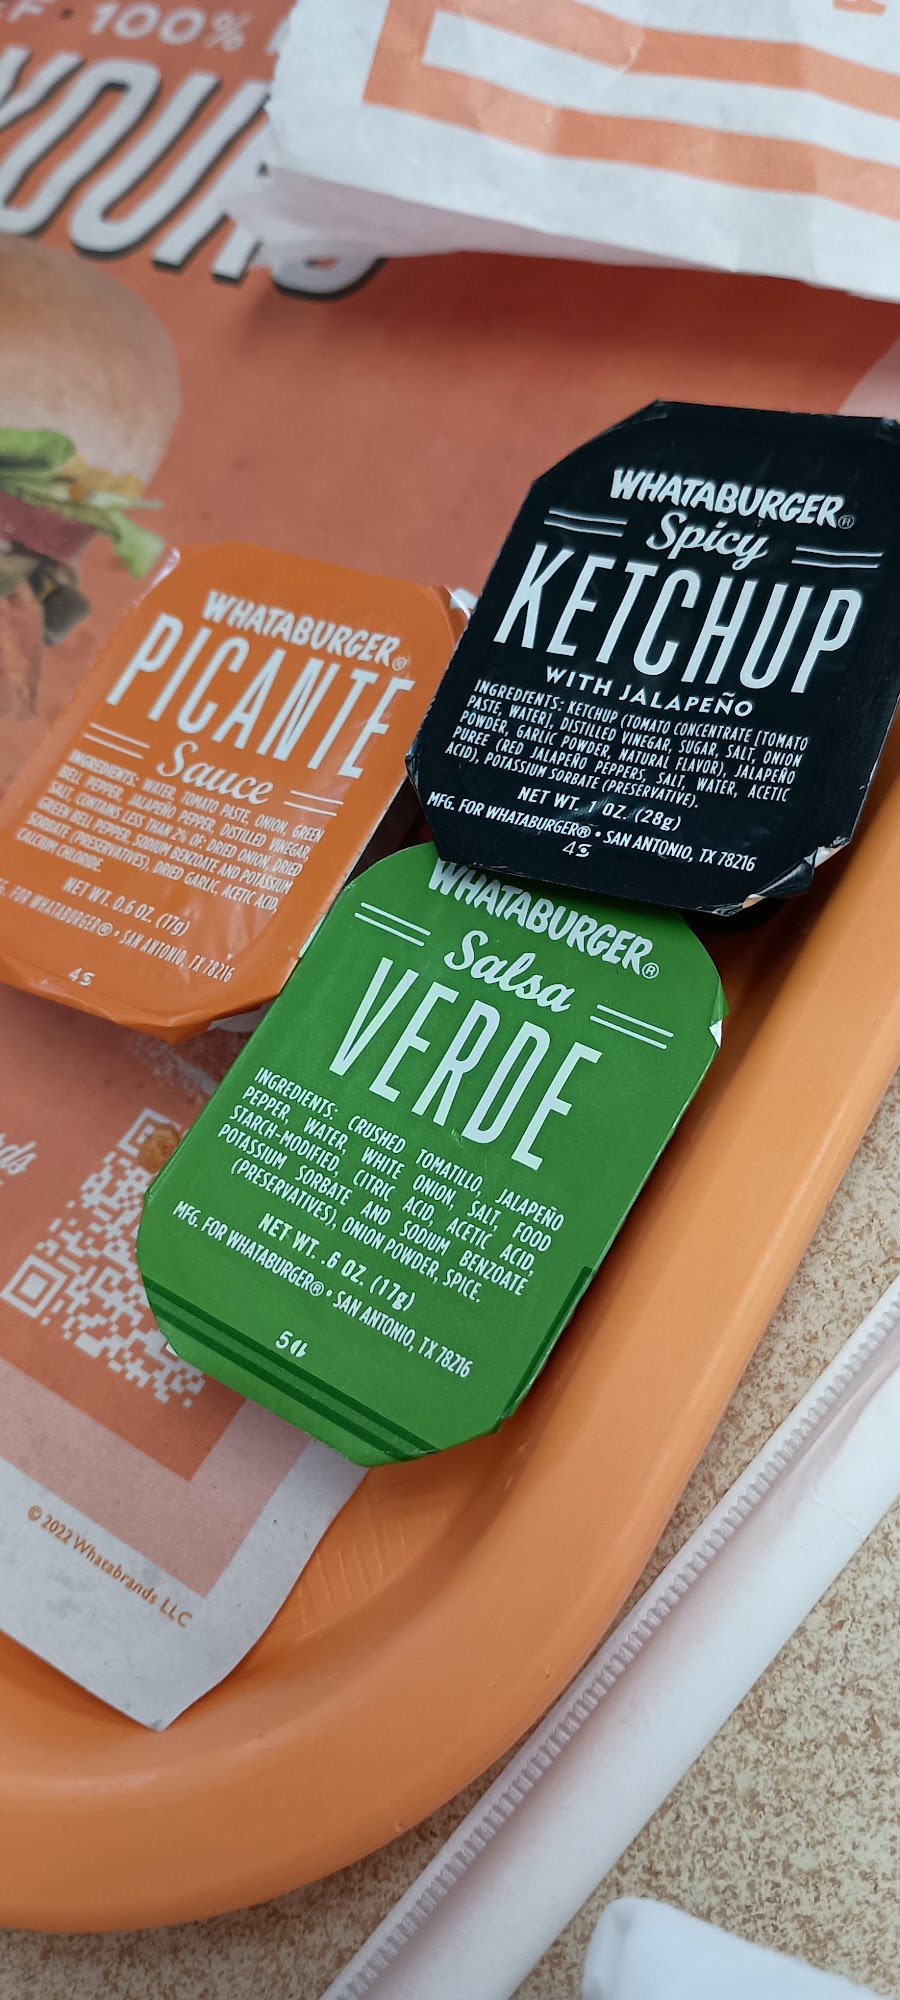 100%
YOUR
WHATABURGER®
Spicy
KETCHUP
WITH JALAPEÑO
INGREDIENTS: KETCHUP (TOMATO CONCENTRATE [TOMATO
PASTE, WATER], DISTILLED VINEGAR, SUGAR, SALT, ONION
POWDER, GARLIC POWDER, NATURAL FLAVOR), JALAPEÑO
PUREE (RED JALAPEÑO PEPPERS, SALT, WATER, ACETIC
ACID), POTASSIUM SORBATE (PRESERVATIVE).
NET WT. 1 OZ. (28g)
MFG. FOR WHATABURGER® • SAN ANTONIO, TX 78216
WHATABURGER®
PICANTE
Sauce
INGREDIENTS: WATER, TOMATO PASTE, ONION, GREEN
BELL PEPPER, JALAPEÑO PEPPER, DISTILLED VINEGAR,
SALT, CONTAINS LESS THAN 2% OF: DRIED ONION, DRIED
GREEN BELL PEPPER, SODIUM BENZOATE AND POTASSIUM
SORBATE (PRESERVATIVES), DRIED GARLIC, ACETIC ACID,
CALCIUM CHLORIDE.
NET WT. 0.6 OZ. (17g)
FOR WHATABURGER® • SAN ANTONIO, TX 78216
WHATABURGER®
Salsa
VERDE
INGREDIENTS: CRUSHED TOMATILLO, JALAPEÑO
PEPPER, WATER, WHITE ONION, SALT, FOOD
STARCH-MODIFIED, CITRIC ACID, ACETIC ACID,
POTASSIUM SORBATE AND SODIUM BENZOATE
(PRESERVATIVES), ONION POWDER, SPICE.
NET WT. .6 OZ. (17g)
MFG. FOR WHATABURGER® • SAN ANTONIO, TX 78216
© 2022 Whatabrands LLC